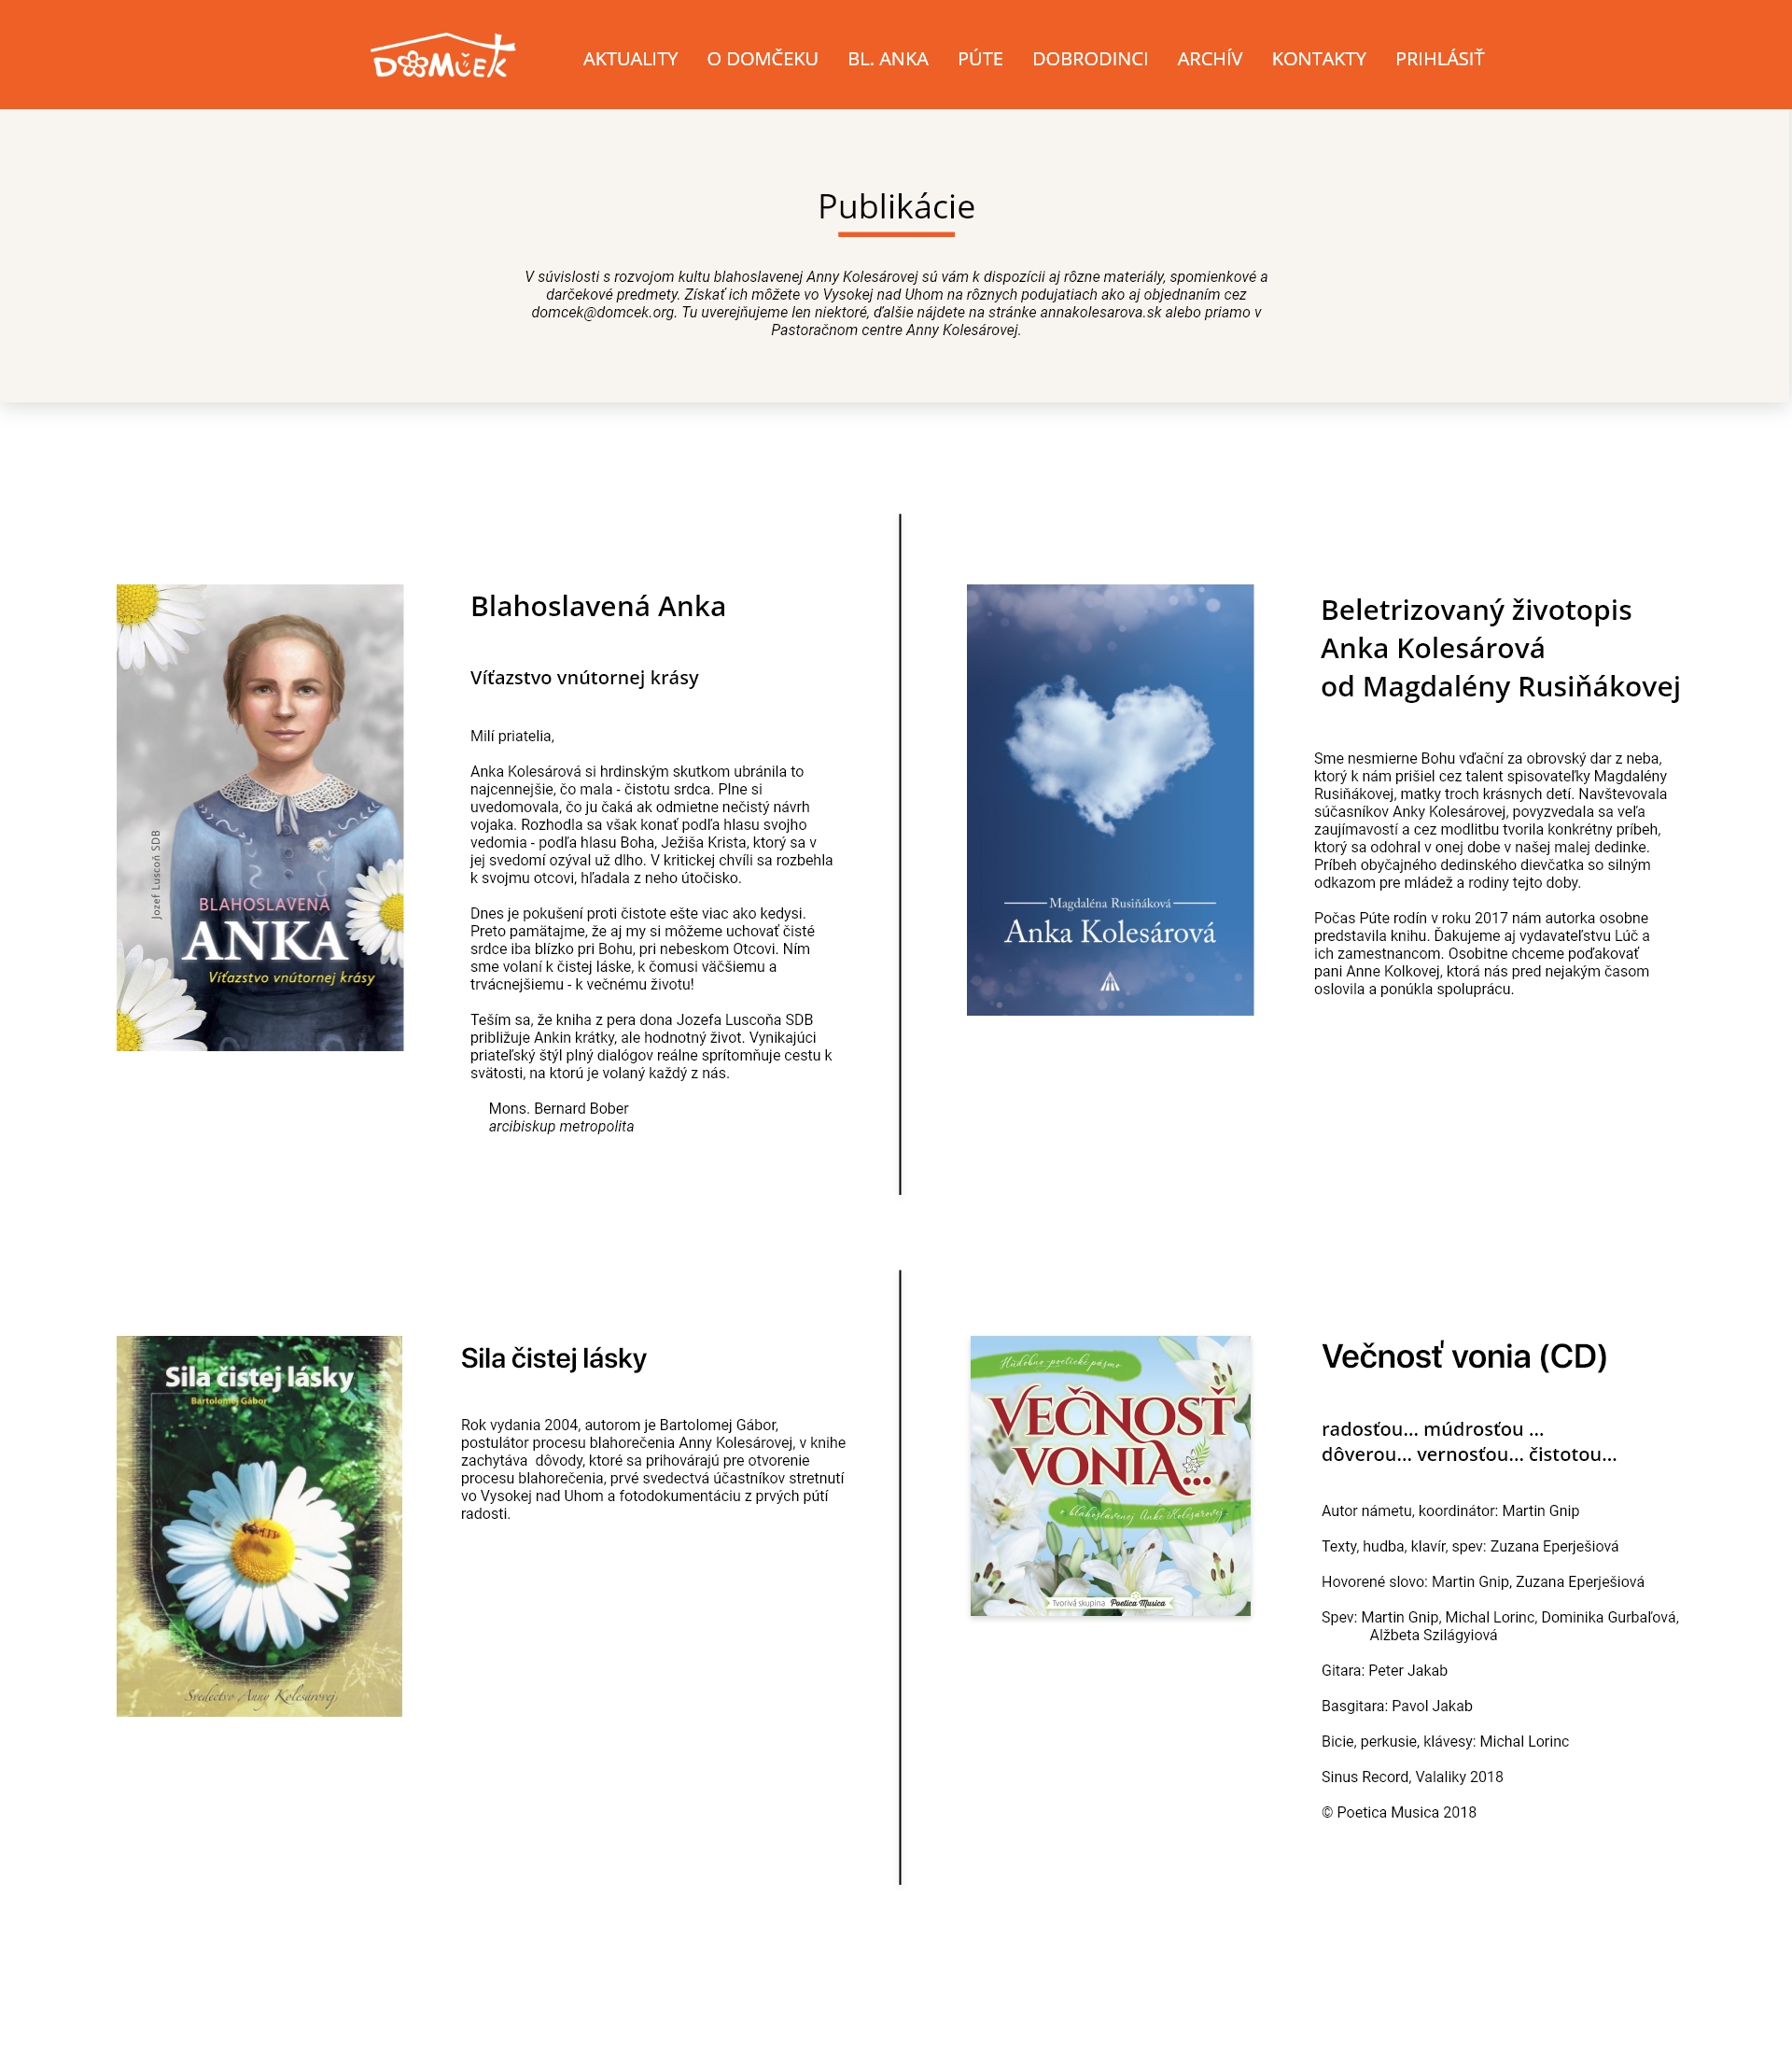 DOMČEK
AKTUALITY O DOMČEKU BL. ANKA PÚTE DOBRODINCI ARCHÍV KONTAKTY PRIHLÁSIŤ
Publikácie
V súvislosti s rozvojom kultu blahoslavenej Anny Kolesárovej sú vám k dispozícii aj rôzne materiály, spomienkové a
darčekové predmety. Získať ich môžete vo Vysokej nad Uhom na rôznych podujatiach ako aj objednaním cez
domcek@domcek.org. Tu uverejňujeme len niektoré, ďalšie nájdete na stránke annakolesarova.sk alebo priamo v
Pastoračnom centre Anny Kolesárovej.
Jozef Luscoň SDB
BLAHOSLAVENÁ
ANKA
Víťazstvo vnútornej krásy
Blahoslavená Anka
Víťazstvo vnútornej krásy
Milí priatelia,
Anka Kolesárová si hrdinským skutkom ubránila to
najcennejšie, čo mala - čistotu srdca. Plne si
uvedomovala, čo ju čaká ak odmietne nečistý návrh
vojaka. Rozhodla sa však konať podľa hlasu svojho
vedomia - podľa hlasu Boha, Ježiša Krista, ktorý sa v
jej svedomí ozýval už dlho. V kritickej chvíli sa rozbehla
k svojmu otcovi, hľadala z neho útočisko.
Dnes je pokušení proti čistote ešte viac ako kedysi.
Preto pamätajme, že aj my si môžeme uchovať čisté
srdce iba blízko pri Bohu, pri nebeskom Otcovi. Ním
sme volaní k čistej láske, k čomusi väčšiemu a
trvácnejšiemu - k večnému životu!
Teším sa, že kniha z pera dona Jozefa Luscoňa SDB
približuje Ankin krátky, ale hodnotný život. Vynikajúci
priateľský štýl plný dialógov reálne sprítomňuje cestu k
svätosti, na ktorú je volaný každý z nás.
Mons. Bernard Bober
arcibiskup metropolita
Magdaléna Rusiňáková
Anka Kolesárová
Beletrizovaný životopis
Anka Kolesárová
od Magdalény Rusiňákovej
Sme nesmierne Bohu vďační za obrovský dar z neba,
ktorý k nám prišiel cez talent spisovateľky Magdalény
Rusiňákovej, matky troch krásnych detí. Navštevovala
súčasníkov Anky Kolesárovej, povyzvedala sa veľa
zaujímavostí a cez modlitbu tvorila konkrétny príbeh,
ktorý sa odohral v onej dobe v našej malej dedinke.
Príbeh obyčajného dedinského dievčatka so silným
odkazom pre mládež a rodiny tejto doby.
Počas Púte rodín v roku 2017 nám autorka osobne
predstavila knihu. Ďakujeme aj vydavateľstvu Lúč a
ich zamestnancom. Osobitne chceme poďakovať
pani Anne Kolkovej, ktorá nás pred nejakým časom
oslovila a ponúkla spoluprácu.
Sila čistej lásky
Bartolomej Gábor
Svedectvo Anny Kolesárovej
Sila čistej lásky
Rok vydania 2004, autorom je Bartolomej Gábor,
postulátor procesu blahorečenia Anny Kolesárovej, v knihe
zachytáva  dôvody, ktoré sa prihovárajú pre otvorenie
procesu blahorečenia, prvé svedectvá účastníkov stretnutí
vo Vysokej nad Uhom a fotodokumentáciu z prvých pútí
radosti.
Hudobno-poetické pásmo
VEČNOSŤ
VONIA...
o blahoslavenej Anke Kolesárovej
Tvorivá skupina Poetica Musica
Večnosť vonia (CD)
radosťou... múdrosťou ...
dôverou... vernosťou... čistotou...
Autor námetu, koordinátor: Martin Gnip
Texty, hudba, klavír, spev: Zuzana Eperješiová
Hovorené slovo: Martin Gnip, Zuzana Eperješiová
Spev: Martin Gnip, Michal Lorinc, Dominika Gurbaľová,
Alžbeta Szilágyiová
Gitara: Peter Jakab
Basgitara: Pavol Jakab
Bicie, perkusie, klávesy: Michal Lorinc
Sinus Record, Valaliky 2018
© Poetica Musica 2018